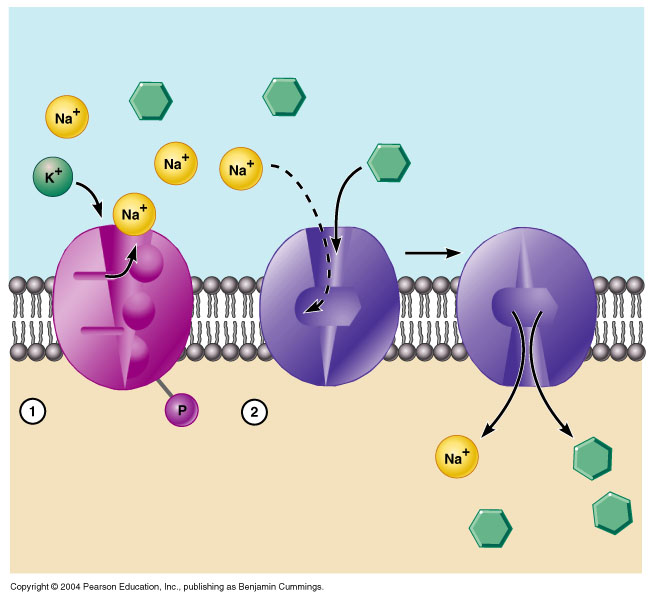 Na+
Na+
Na+
K+
Na+
1
P
2
Na+
Copyright © 2004 Pearson Education, Inc., publishing as Benjamin Cummings.